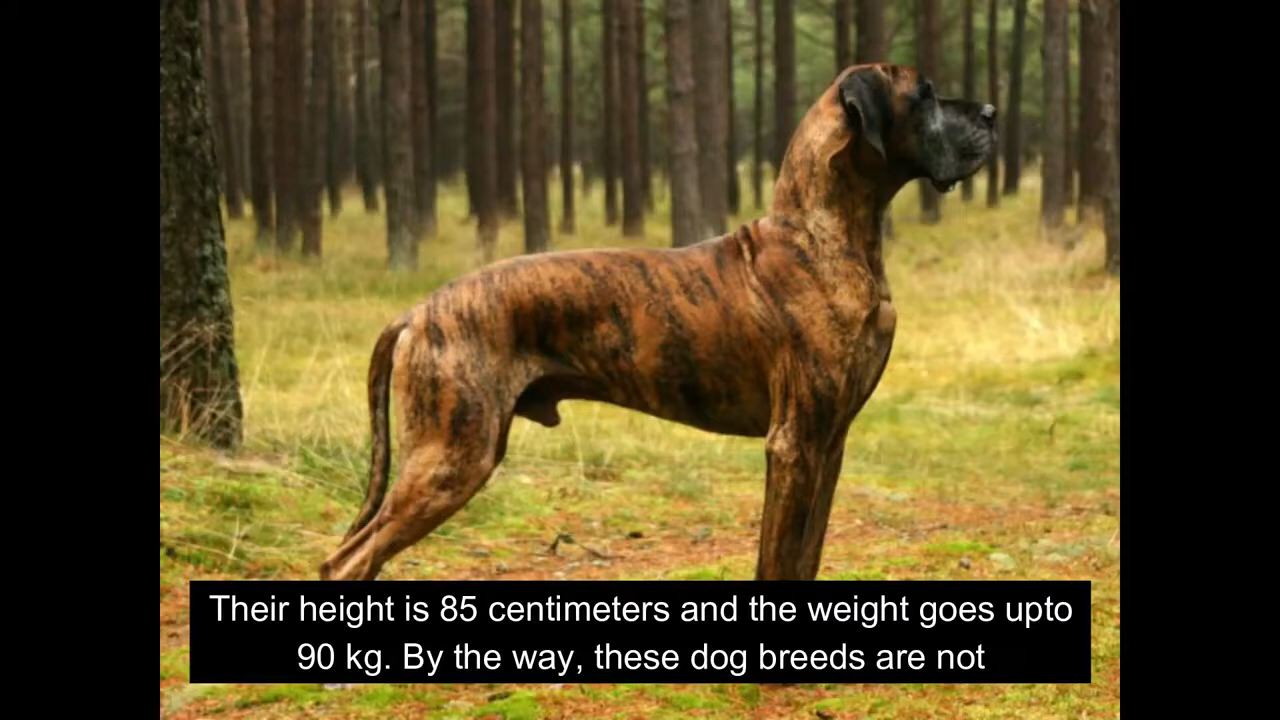 Their height is 85 centimeters and the weight goes upto
90 kg. By the way, these dog breeds are not